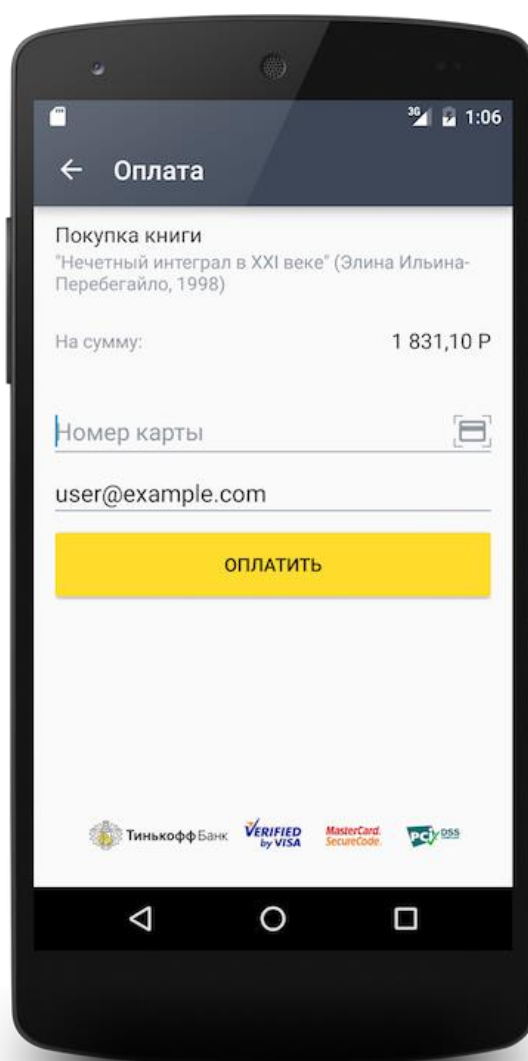 3G 1:06
Оплата
Покупка книги
"Нечетный интеграл в XXI веке" (Элина Ильина-
Перебегайло, 1998)
На сумму: 1 831,10 Р
Номер карты
user@example.com
ОПЛАТИТЬ
Тинькофф Банк VERIFIED by VISA MasterCard. SecureCode. PCI DSS